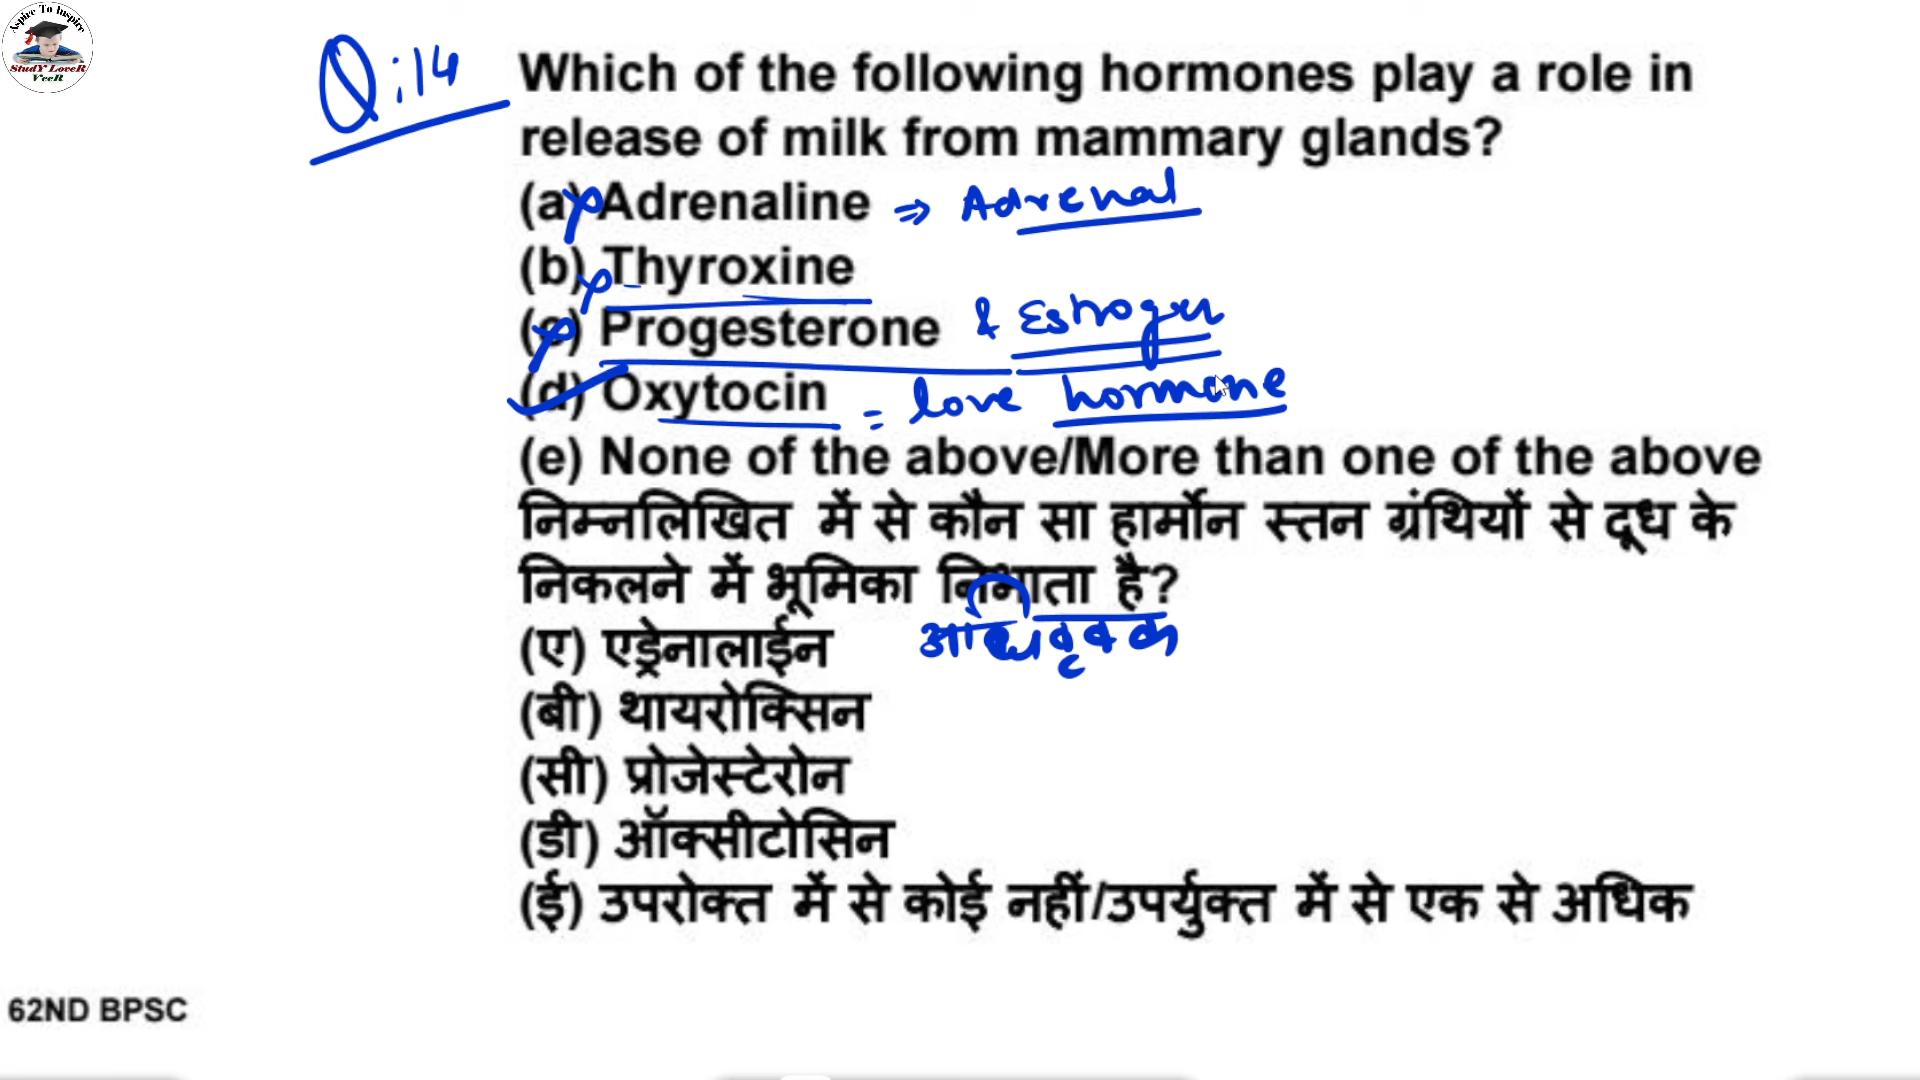 Aspire To Inspire
StudY LoveR
VeeR
Q:14
Which of the following hormones play a role in
release of milk from mammary glands?
(a) Adrenaline ⇒ Adrenal
(b) Thyroxine
(c) Progesterone & Estrogen
(d) Oxytocin = love hormone
(e) None of the above/More than one of the above
निम्नलिखित में से कौन सा हार्मोन स्तन ग्रंथियों से दूध के
निकलने में भूमिका निभाता है?
(ए) एड्रेनालाईन
(बी) थायरोक्सिन
(सी) प्रोजेस्टेरोन
(डी) ऑक्सीटोसिन
(ई) उपरोक्त में से कोई नहीं/उपर्युक्त में से एक से अधिक
62ND BPSC